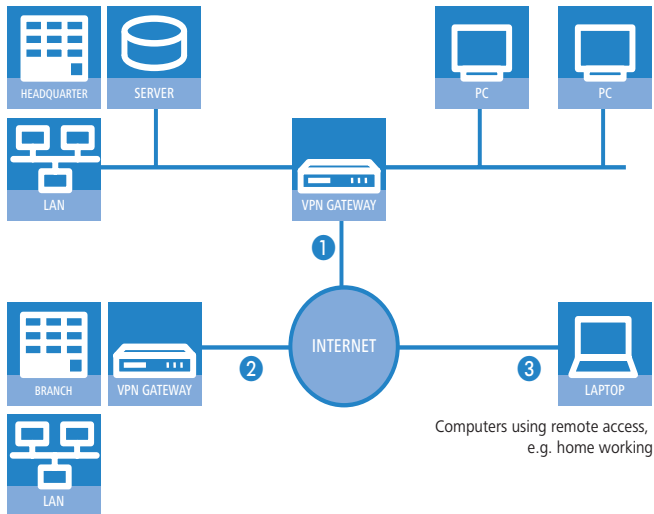 HEADQUARTER
SERVER
PC
PC
LAN
VPN GATEWAY
1
INTERNET
BRANCH
VPN GATEWAY
2
3
LAPTOP
Computers using remote access,
e.g. home working
LAN